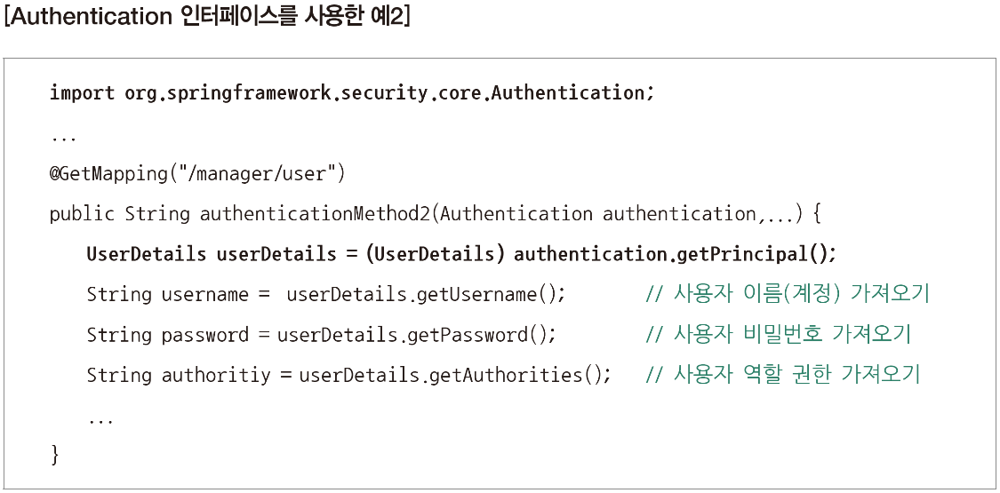 [Authentication 인터페이스를 사용한 예2]
import org.springframework.security.core.Authentication;
...
@GetMapping("/manager/user")
public String authenticationMethod2(Authentication authentication,...) {
UserDetails userDetails = (UserDetails) authentication.getPrincipal();
String username = userDetails.getUsername(); // 사용자 이름(계정) 가져오기
String password = userDetails.getPassword(); // 사용자 비밀번호 가져오기
String authoritiy = userDetails.getAuthorities(); // 사용자 역할 권한 가져오기
...
}